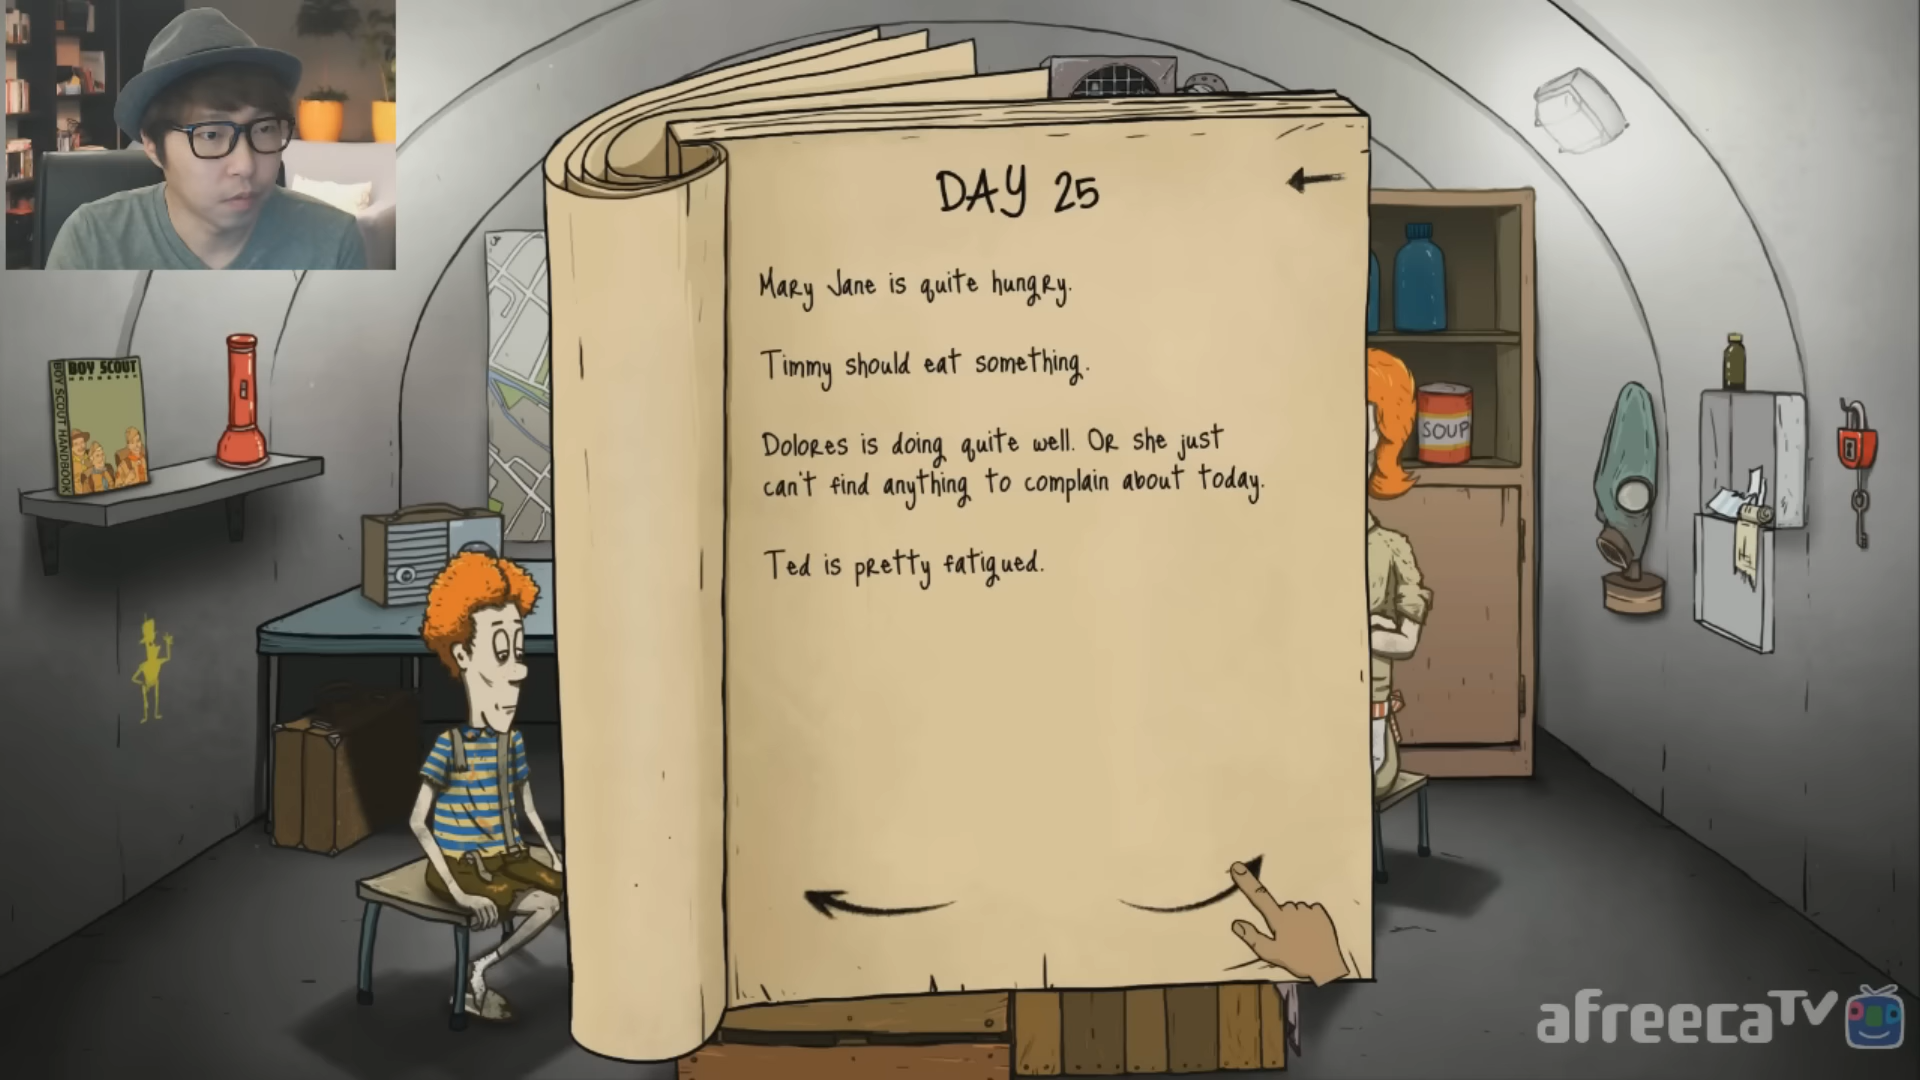 DAY 25
Mary Jane is quite hungry.
Timmy should eat something.
Dolores is doing quite well. Or she just
can't find anything to complain about today.
Ted is pretty fatigued.
BOY SCOUT
HANDBOOK
BOY SCOUT HANDBOOK
SOUP
afreecaTV